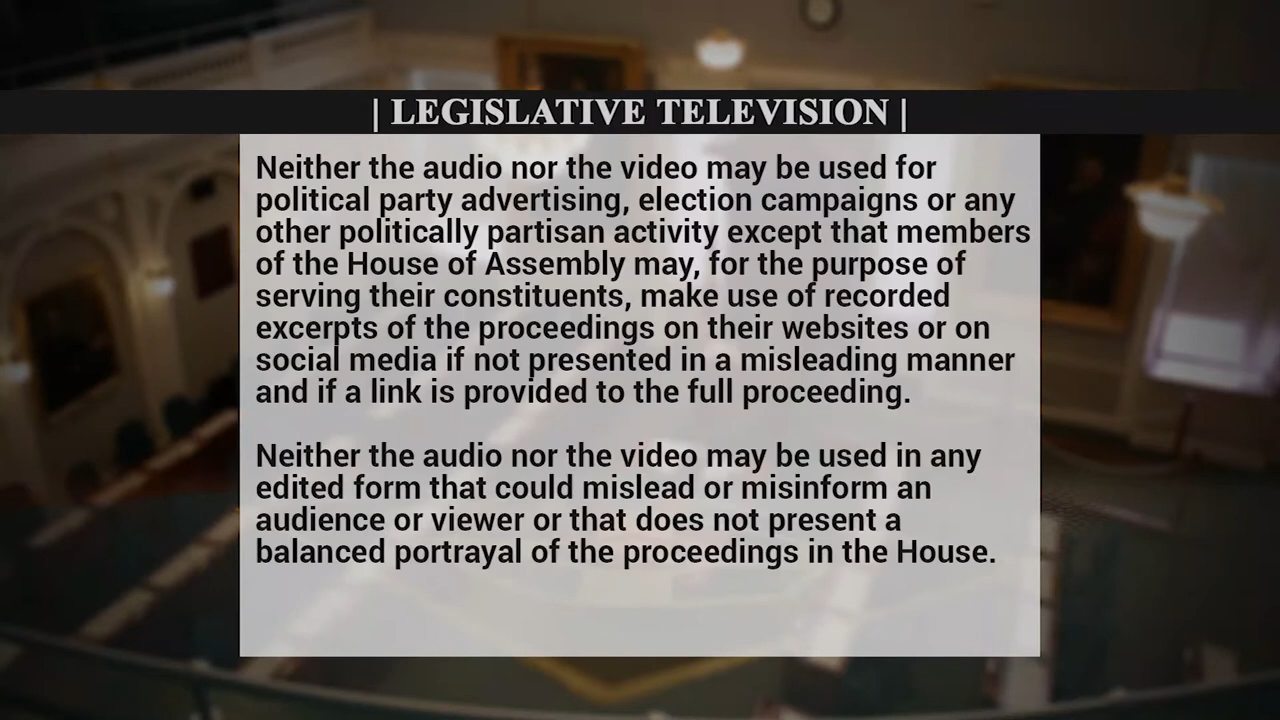 | LEGISLATIVE TELEVISION |
Neither the audio nor the video may be used for
political party advertising, election campaigns or any
other politically partisan activity except that members
of the House of Assembly may, for the purpose of
serving their constituents, make use of recorded
excerpts of the proceedings on their websites or on
social media if not presented in a misleading manner
and if a link is provided to the full proceeding.
Neither the audio nor the video may be used in any
edited form that could mislead or misinform an
audience or viewer or that does not present a
balanced portrayal of the proceedings in the House.